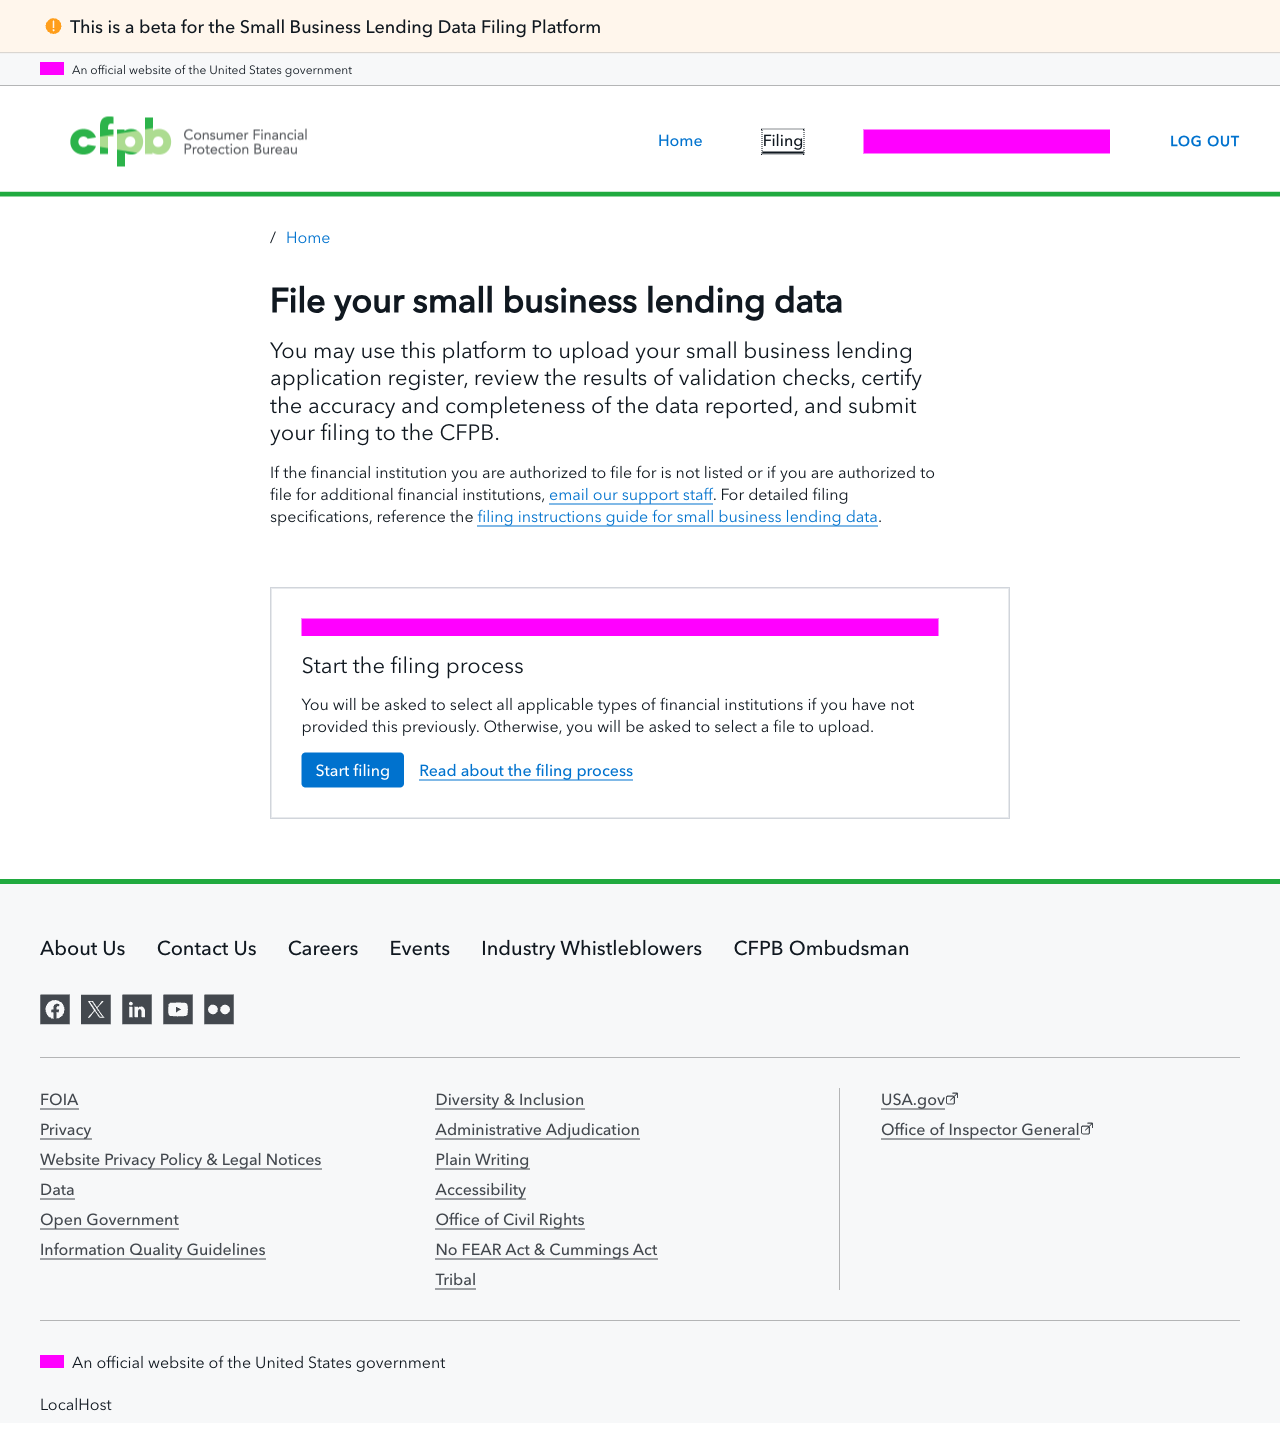 This is a beta for the Small Business Lending Data Filing Platform
An official website of the United States government
cfpb Consumer Financial
Protection Bureau
Home Filing LOG OUT
/ Home
File your small business lending data
You may use this platform to upload your small business lending
application register, review the results of validation checks, certify
the accuracy and completeness of the data reported, and submit
your filing to the CFPB.
If the financial institution you are authorized to file for is not listed or if you are authorized to
file for additional financial institutions, email our support staff. For detailed filing
specifications, reference the filing instructions guide for small business lending data.
Start the filing process
You will be asked to select all applicable types of financial institutions if you have not
provided this previously. Otherwise, you will be asked to select a file to upload.
Start filing Read about the filing process
About Us Contact Us Careers Events Industry Whistleblowers CFPB Ombudsman
FOIA
Privacy
Website Privacy Policy & Legal Notices
Data
Open Government
Information Quality Guidelines
Diversity & Inclusion
Administrative Adjudication
Plain Writing
Accessibility
Office of Civil Rights
No FEAR Act & Cummings Act
Tribal
USA.gov
Office of Inspector General
An official website of the United States government
LocalHost